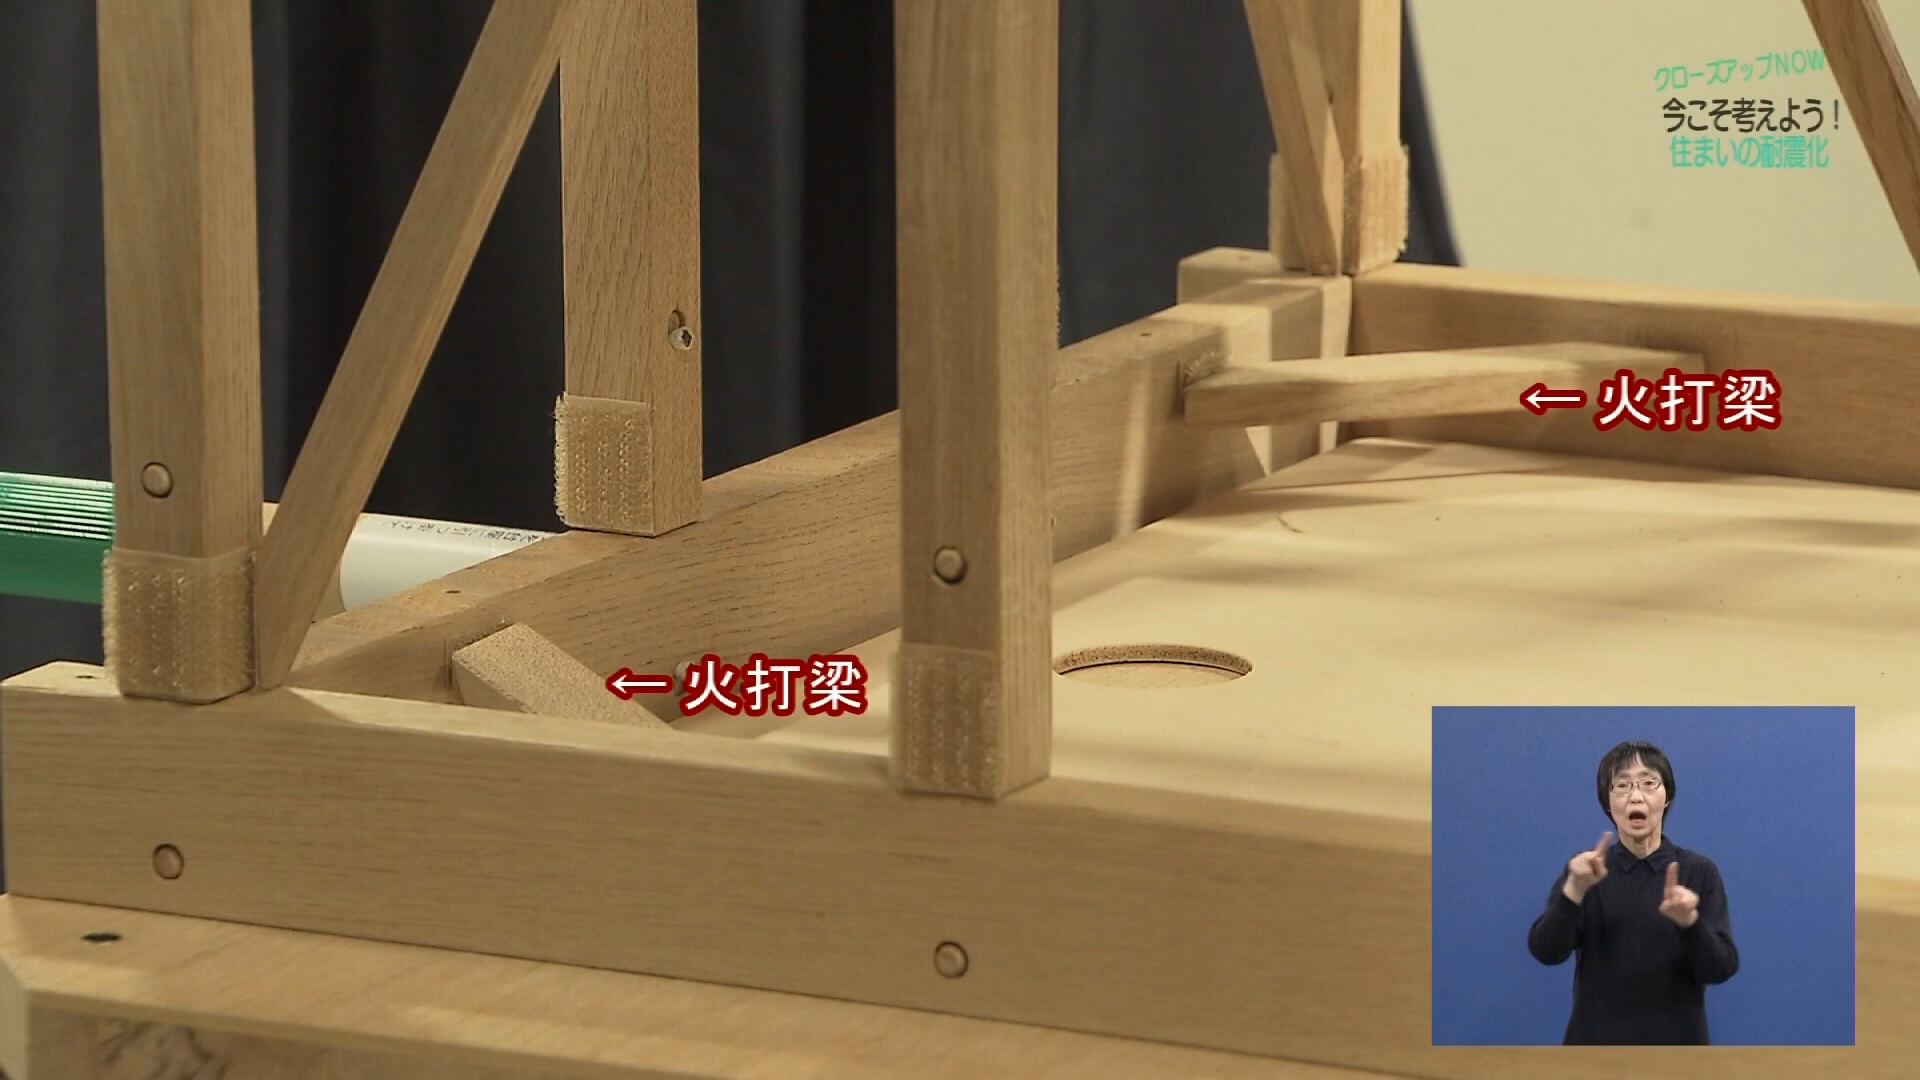 クローズアップNOW
今こそ考えよう！
住まいの耐震化
←火打梁
←火打梁